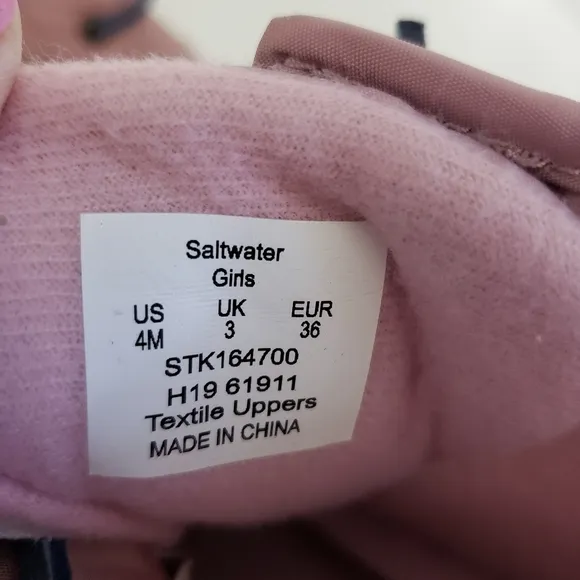 Saltwater
Girls
US UK EUR
4M 3 36
STK164700
H19 61911
Textile Uppers
MADE IN CHINA